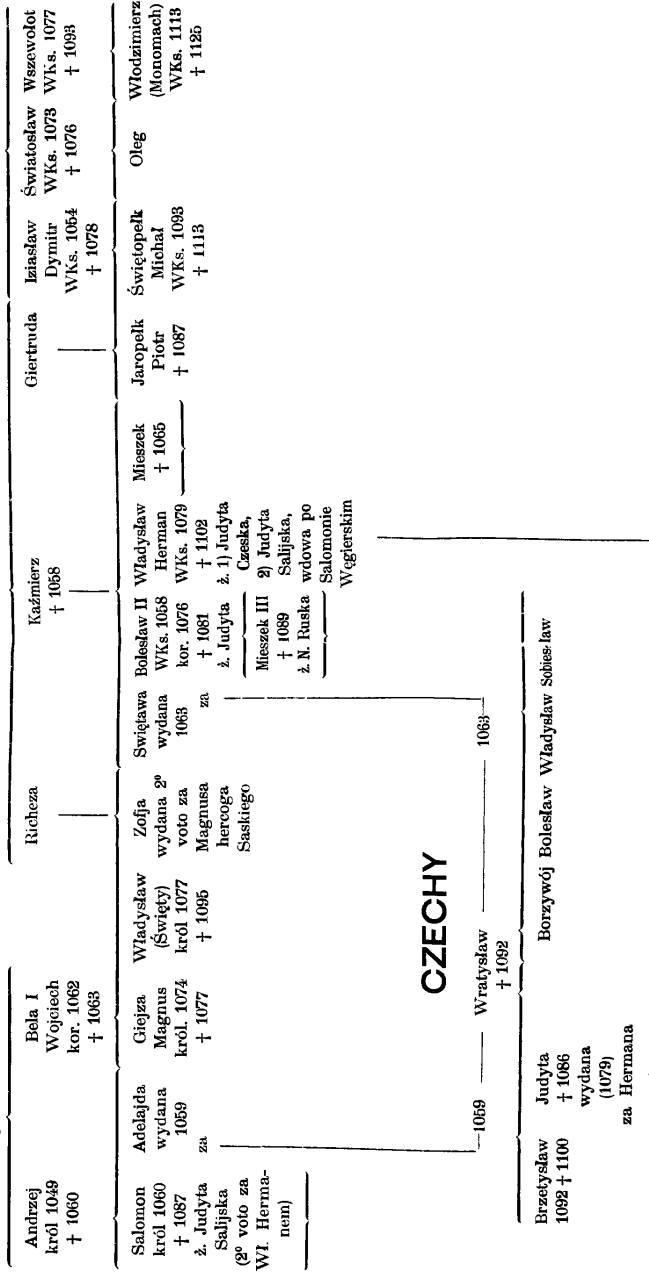 Andrzej
król 1049
† 1060
Bela I
Wojciech
kor. 1062
† 1063
Richeza
Kaźmierz
† 1058
Giertruda
Iziasław
Dymitr
WKs. 1054
† 1078
Światosław
WKs. 1073
† 1076
Wszewołot
WKs. 1077
† 1093
Salomon
król 1060
† 1087
ż. Judyta
Salijska
(2º voto za
Wł. Herma-
nem)
Adelajda
wydana
1059
za
Giejza
Magnus
król. 1074
† 1077
Władysław
(Święty)
król 1077
† 1095
Zofja
wydana 2º
voto za
Magnusa
hercoga
Saskiego
Swiętawa
wydana
1063
za
Bolesław II
WKs. 1058
kor. 1076
† 1081
ż. Judyta
Mieszek III
† 1089
ż. N. Ruska
Władysław
Herman
WKs. 1079
† 1102
ż. 1) Judyta
Czeska,
2) Judyta
Salijska,
wdowa po
Salomonie
Węgierskim
Mieszek
† 1065
Jaropełk
Piotr
† 1087
Świętopełk
Michał
WKs. 1093
† 1113
Oleg
Włodzimierz
(Monomach)
WKs. 1113
† 1125
CZECHY
1059
Wratysław
† 1092
1063
Brzetysław
1092 † 1100
Judyta
† 1086
wydana
(1079)
za Hermana
Borzywój Bolesław Władysław Sobiesław